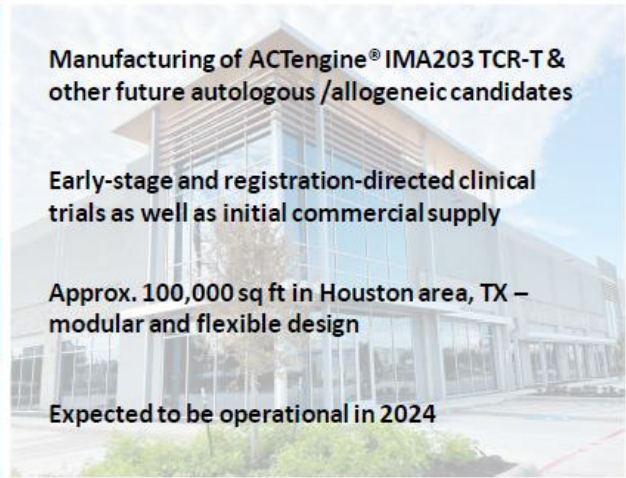 Manufacturing of ACTengine® IMA203 TCR-T &
other future autologous /allogeneic candidates
Early-stage and registration-directed clinical
trials as well as initial commercial supply
Approx. 100,000 sq ft in Houston area, TX –
modular and flexible design
Expected to be operational in 2024